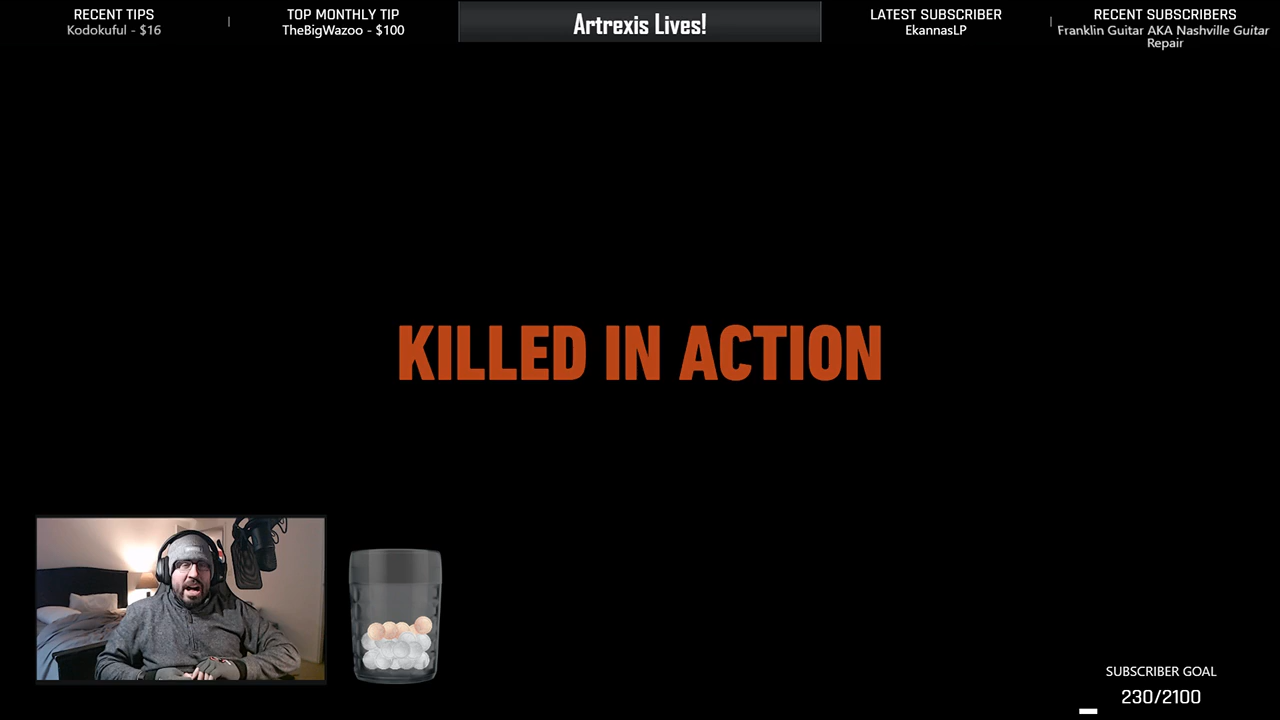 RECENT TIPS
Kodokuful - $16
TOP MONTHLY TIP
TheBigWazoo - $100
Artrexis Lives!
LATEST SUBSCRIBER
EkannasLP
RECENT SUBSCRIBERS
Franklin Guitar AKA Nashville Guitar
Repair
KILLED IN ACTION
SUBSCRIBER GOAL
230/2100